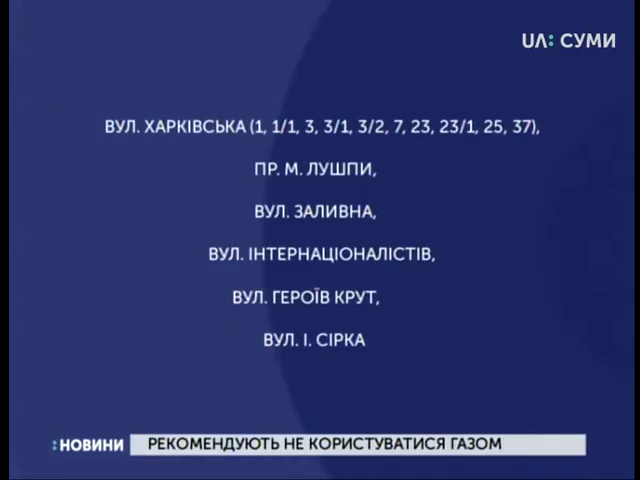 UA: СУМИ
ВУЛ. ХАРКІВСЬКА (1, 1/1, 3, 3/1, 3/2, 7, 23, 23/1, 25, 37),
ПР. М. ЛУШПИ,
ВУЛ. ЗАЛИВНА,
ВУЛ. ІНТЕРНАЦІОНАЛІСТІВ,
ВУЛ. ГЕРОЇВ КРУТ,
ВУЛ. І. СІРКА
:НОВИНИ РЕКОМЕНДУЮТЬ НЕ КОРИСТУВАТИСЯ ГАЗОМ